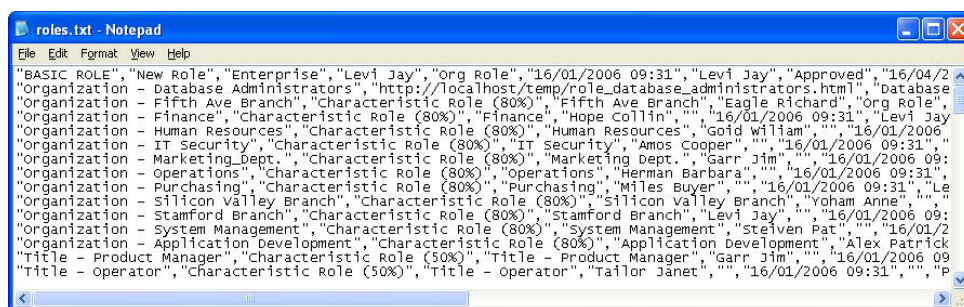 roles.txt - Notepad
File Edit Format View Help
"BASIC ROLE","New Role","Enterprise","Levi Jay","Org Role","16/01/2006 09:31","Levi Jay","Approved","16/04/2
"Organization - Database Administrators","http://localhost/temp/role_database_administrators.html","Database
"Organization - Fifth Ave Branch","Characteristic Role (80%)","Fifth Ave Branch","Eagle Richard","Org Role",
"Organization - Finance","Characteristic Role (80%)","Finance","Hope Collin","","16/01/2006 09:31","Levi Jay
"Organization - Human Resources","Characteristic Role (80%)","Human Resources","Goid Wiliam","","16/01/2006
"Organization - IT Security","Characteristic Role (80%)","IT Security","Amos Cooper","","16/01/2006 09:31","
"Organization - Marketing_Dept.","Characteristic Role (80%)","Marketing Dept.","Garr Jim","","16/01/2006 09:
"Organization - Operations","Characteristic Role (80%)","Operations","Herman Barbara","","16/01/2006 09:31",
"Organization - Purchasing","Characteristic Role (80%)","Purchasing","Miles Buyer","","16/01/2006 09:31","Le
"Organization - Silicon Valley Branch","Characteristic Role (80%)","Silicon Valley Branch","Yoham Anne","","
"Organization - Stamford Branch","Characteristic Role (80%)","Stamford Branch","Levi Jay","","16/01/2006 09:
"Organization - System Management","Characteristic Role (80%)","System Management","Steiven Pat","","16/01/2
"Organization - Application Development","Characteristic Role (80%)","Application Development","Alex Patrick
"Title - Product Manager","Characteristic Role (50%)","Title - Product Manager","Garr Jim","","16/01/2006 09
"Title - Operator","Characteristic Role (50%)","Title - Operator","Tailor Janet","","16/01/2006 09:31","","P